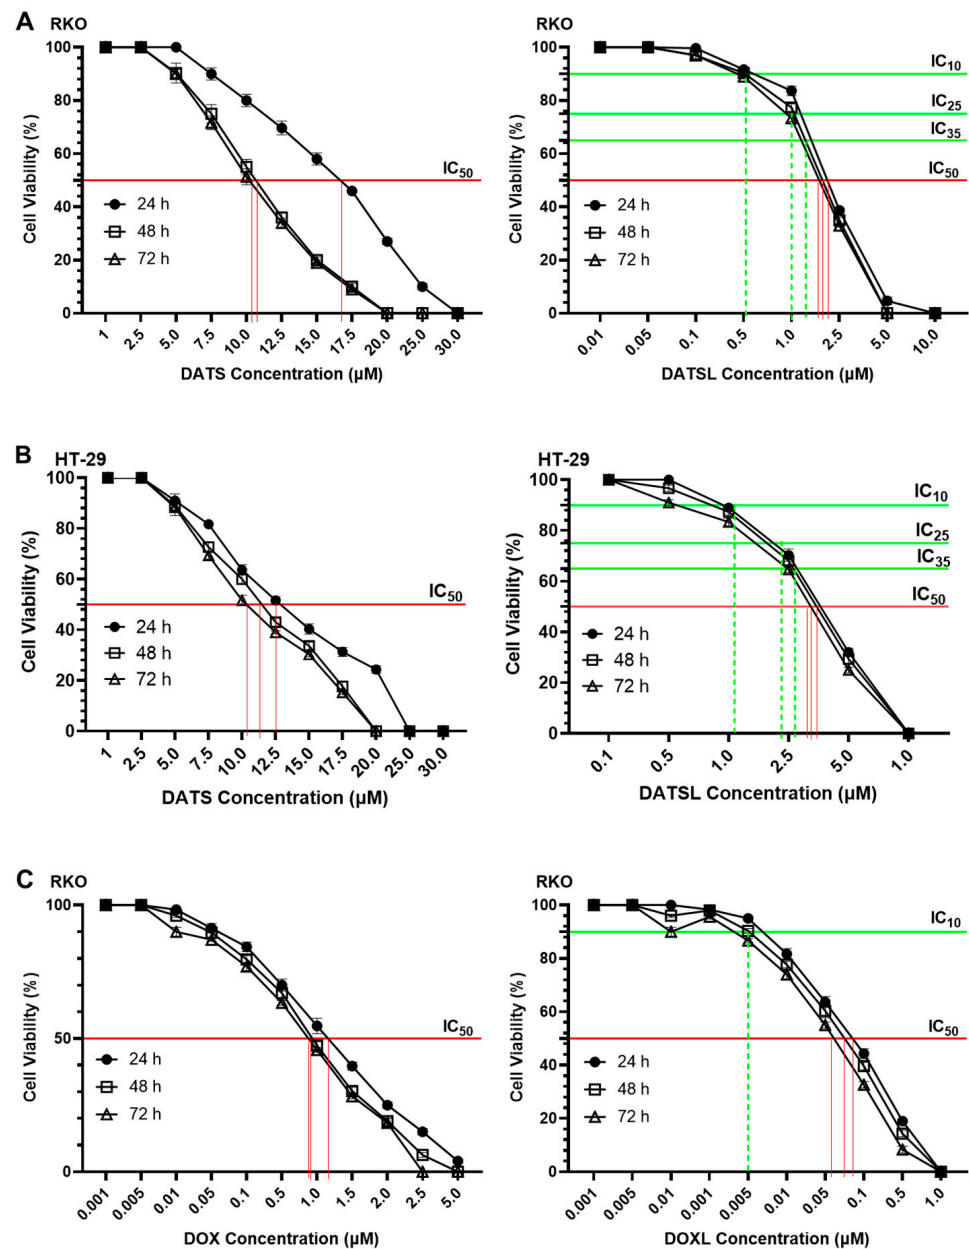 A
RKO
100
80
60
40
20
0
Cell Viability (%)
IC50
24 h
48 h
72 h
1 2.5 5.0 7.5 10.0 12.5 15.0 17.5 20.0 25.0 30.0
DATS Concentration (µM)
RKO
100
80
60
40
20
0
Cell Viability (%)
IC10
IC25
IC35
IC50
24 h
48 h
72 h
0.01 0.05 0.1 0.5 1.0 2.5 5.0 10.0
DATSL Concentration (µM)
B
HT-29
100
80
60
40
20
0
Cell Viability (%)
IC50
24 h
48 h
72 h
1 2.5 5.0 7.5 10.0 12.5 15.0 17.5 20.0 25.0 30.0
DATS Concentration (µM)
HT-29
100
80
60
40
20
0
Cell Viability (%)
IC10
IC25
IC35
IC50
24 h
48 h
72 h
0.1 0.5 1.0 2.5 5.0 1.0
DATSL Concentration (µM)
C
RKO
100
50
0
Cell Viability (%)
IC50
24 h
48 h
72 h
0.001 0.005 0.01 0.05 0.1 0.5 1.0 1.5 2.0 2.5 5.0
DOX Concentration (µM)
RKO
100
80
60
40
20
0
Cell Viability (%)
IC10
IC50
24 h
48 h
72 h
0.001 0.005 0.01 0.001 0.005 0.01 0.05 0.1 0.5 1.0
DOXL Concentration (µM)